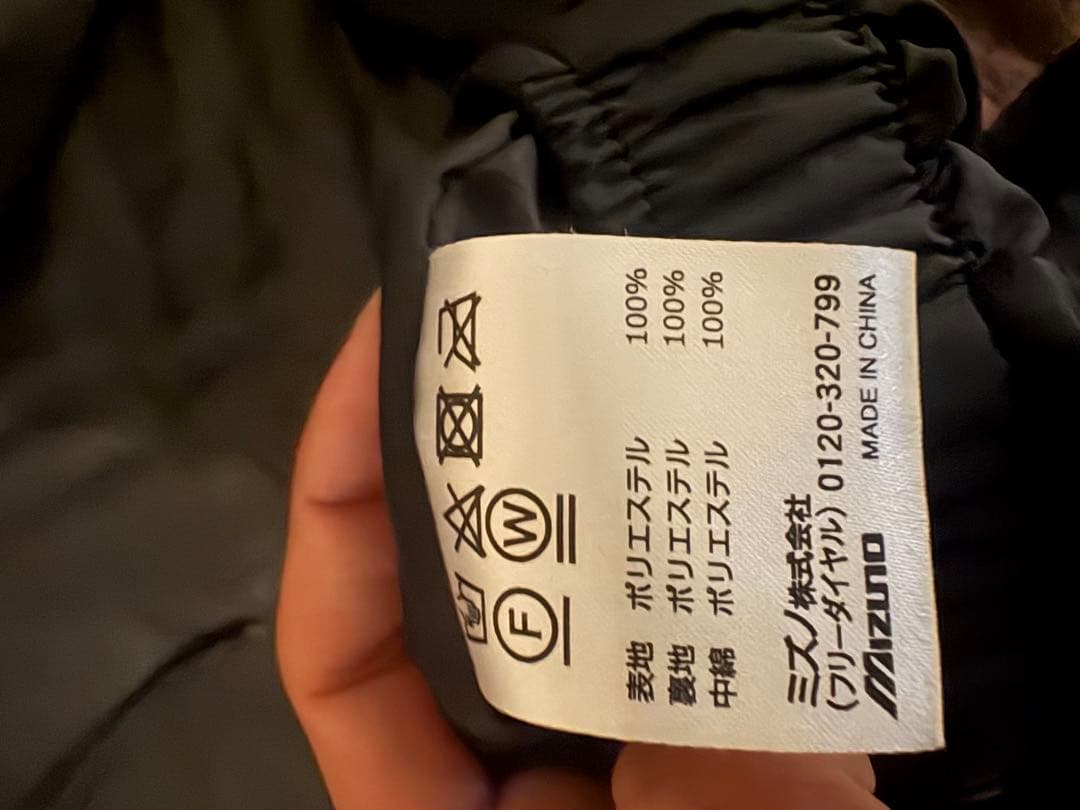 F W
表地 ポリエステル 100%
裏地 ポリエステル 100%
中綿 ポリエステル 100%
ミズノ株式会社
(フリーダイヤル) 0120-320-799
Mizuno MADE IN CHINA